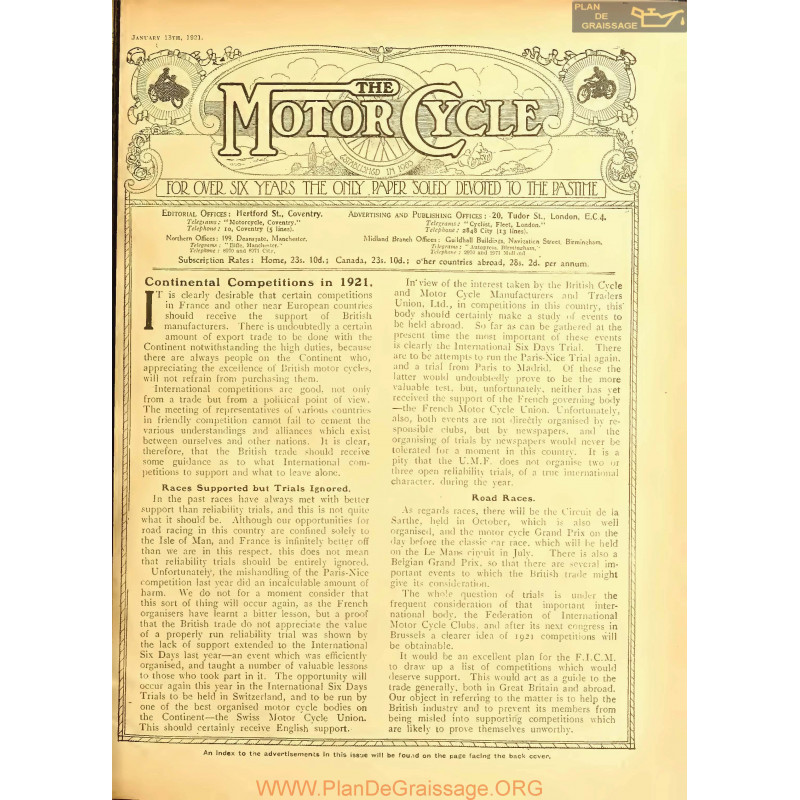 PLAN
DE
GRAISSAGE
JANUARY 13TH, 1921.
THE
MOTOR CYCLE
ESTABLISHED IN 1903
FOR OVER SIX YEARS THE ONLY PAPER SOLELY DEVOTED TO THE PASTIME
EDITORIAL OFFICES: Hertford St., Coventry.
Telegrams: "Motorcycle, Coventry."
Telephone: 10, Coventry (5 lines).
ADVERTISING AND PUBLISHING OFFICES: 20, Tudor St., London, E.C.4.
Telegrams: "Cyclist, Fleet, London."
Telephone: 2848 City (13 lines).
Northern Offices: 199, Deansgate, Manchester.
Telegrams: "Iliffe, Manchester."
Telephone: 8970 and 8971 City.
Midland Branch Offices: Guildhall Buildings, Navigation Street, Birmingham.
Telegrams: "Autopress, Birmingham."
Telephone: 2970 and 2971 Midland.
Subscription Rates: Home, 23s. 10d.; Canada, 23s. 10d.; other countries abroad, 28s. 2d. per annum.
Continental Competitions in 1921.
IT is clearly desirable that certain competitions
in France and other near European countries
should receive the support of British
manufacturers. There is undoubtedly a certain
amount of export trade to be done with the
Continent notwithstanding the high duties, because
there are always people on the Continent who,
appreciating the excellence of British motor cycles,
will not refrain from purchasing them.
International competitions are good, not only
from a trade but from a political point of view.
The meeting of representatives of various countries
in friendly competition cannot fail to cement the
various understandings and alliances which exist
between ourselves and other nations. It is clear,
therefore, that the British trade should receive
some guidance as to what International com-
petitions to support and what to leave alone.
Races Supported but Trials Ignored.
In the past races have always met with better
support than reliability trials, and this is not quite
what it should be. Although our opportunities for
road racing in this country are confined solely to
the Isle of Man, and France is infinitely better off
than we are in this respect, this does not mean
that reliability trials should be entirely ignored.
Unfortunately, the mishandling of the Paris-Nice
competition last year did an incalculable amount of
harm. We do not for a moment consider that
this sort of thing will occur again, as the French
organisers have learnt a bitter lesson, but a proof
that the British trade do not appreciate the value
of a properly run reliability trial was shown by
the lack of support extended to the International
Six Days last year—an event which was efficiently
organised, and taught a number of valuable lessons
to those who took part in it. The opportunity will
occur again this year in the International Six Days
Trials to be held in Switzerland, and to be run by
one of the best organised motor cycle bodies on
the Continent—the Swiss Motor Cycle Union.
This should certainly receive English support.
In view of the interest taken by the British Cycle
and Motor Cycle Manufacturers and Traders
Union, Ltd., in competitions in this country, this
body should certainly make a study of events to
be held abroad. So far as can be gathered at the
present time the most important of these events
is clearly the International Six Days Trial. There
are to be attempts to run the Paris-Nice Trial again,
and a trial from Paris to Madrid. Of these the
latter would undoubtedly prove to be the more
valuable test, but, unfortunately, neither has yet
received the support of the French governing body
—the French Motor Cycle Union. Unfortunately,
also, both events are not directly organised by re-
sponsible clubs, but by newspapers, and the
organising of trials by newspapers would never be
tolerated for a moment in this country. It is a
pity that the U.M.F. does not organise two or
three open reliability trials, of a true international
character, during the year.
Road Races.
As regards races, there will be the Circuit de la
Sarthe, held in October, which is also well
organised, and the motor cycle Grand Prix on the
day before the classic car race, which will be held
on the Le Mans circuit in July. There is also a
Belgian Grand Prix, so that there are several im-
portant events to which the British trade might
give its consideration.
The whole question of trials is under the
frequent consideration of that important inter-
national body, the Federation of International
Motor Cycle Clubs, and after its next congress in
Brussels a clearer idea of 1921 competitions will
be obtainable.
It would be an excellent plan for the F.I.C.M.
to draw up a list of competitions which would
deserve support. This would act as a guide to the
trade generally, both in Great Britain and abroad.
Our object in referring to the matter is to help the
British industry and to prevent its members from
being misled into supporting competitions which
are likely to prove themselves unworthy.
An index to the advertisements in this issue will be found on the page facing the back cover.
www.PlanDeGraissage.ORG